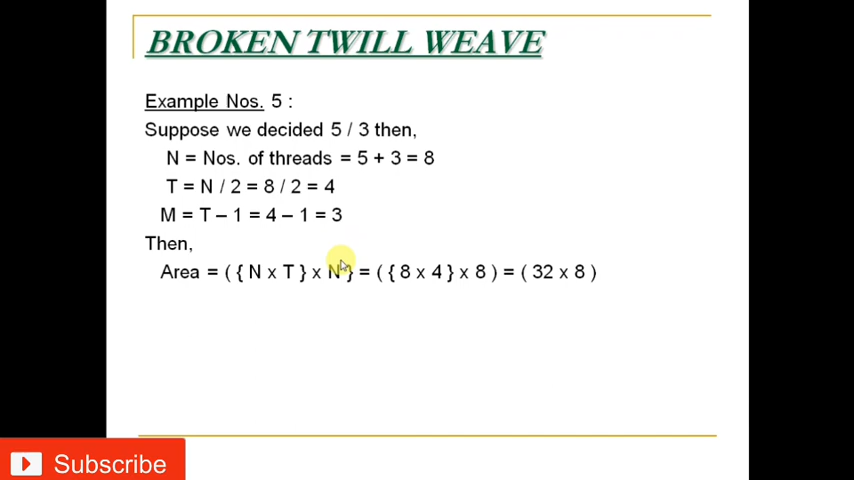 BROKEN TWILL WEAVE
Example Nos. 5 :
Suppose we decided 5 / 3 then,
N = Nos. of threads = 5 + 3 = 8
T = N / 2 = 8 / 2 = 4
M = T – 1 = 4 – 1 = 3
Then,
Area = ( { N x T } x N } = ( { 8 x 4 } x 8 ) = ( 32 x 8 )
Subscribe